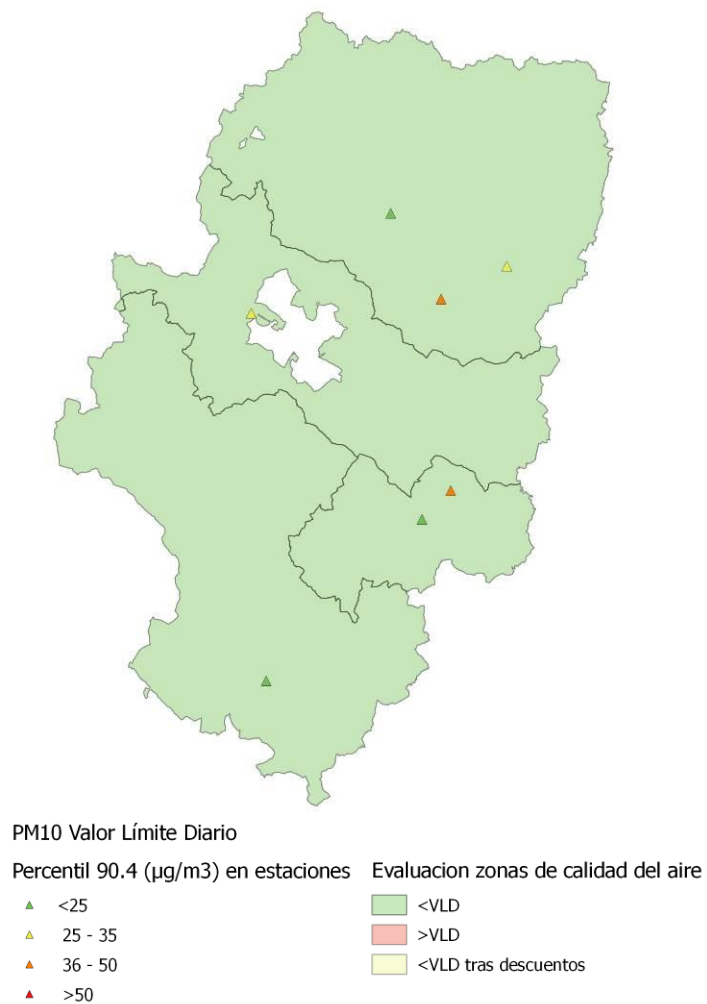 PM10 Valor Límite Diario
Percentil 90.4 (µg/m3) en estaciones
<25
25 - 35
36 - 50
>50
Evaluacion zonas de calidad del aire
<VLD
>VLD
<VLD tras descuentos